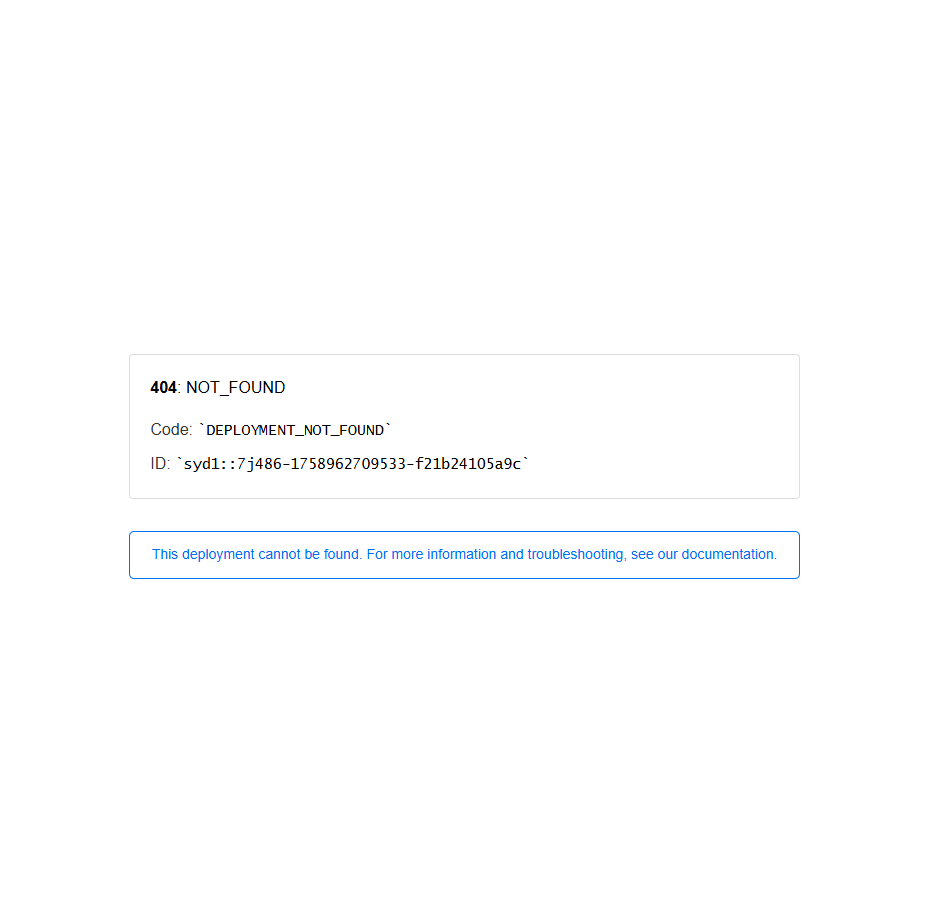 404: NOT_FOUND
Code: `DEPLOYMENT_NOT_FOUND`
ID: `syd1::7j486-1758962709533-f21b24105a9c`
This deployment cannot be found. For more information and troubleshooting, see our documentation.